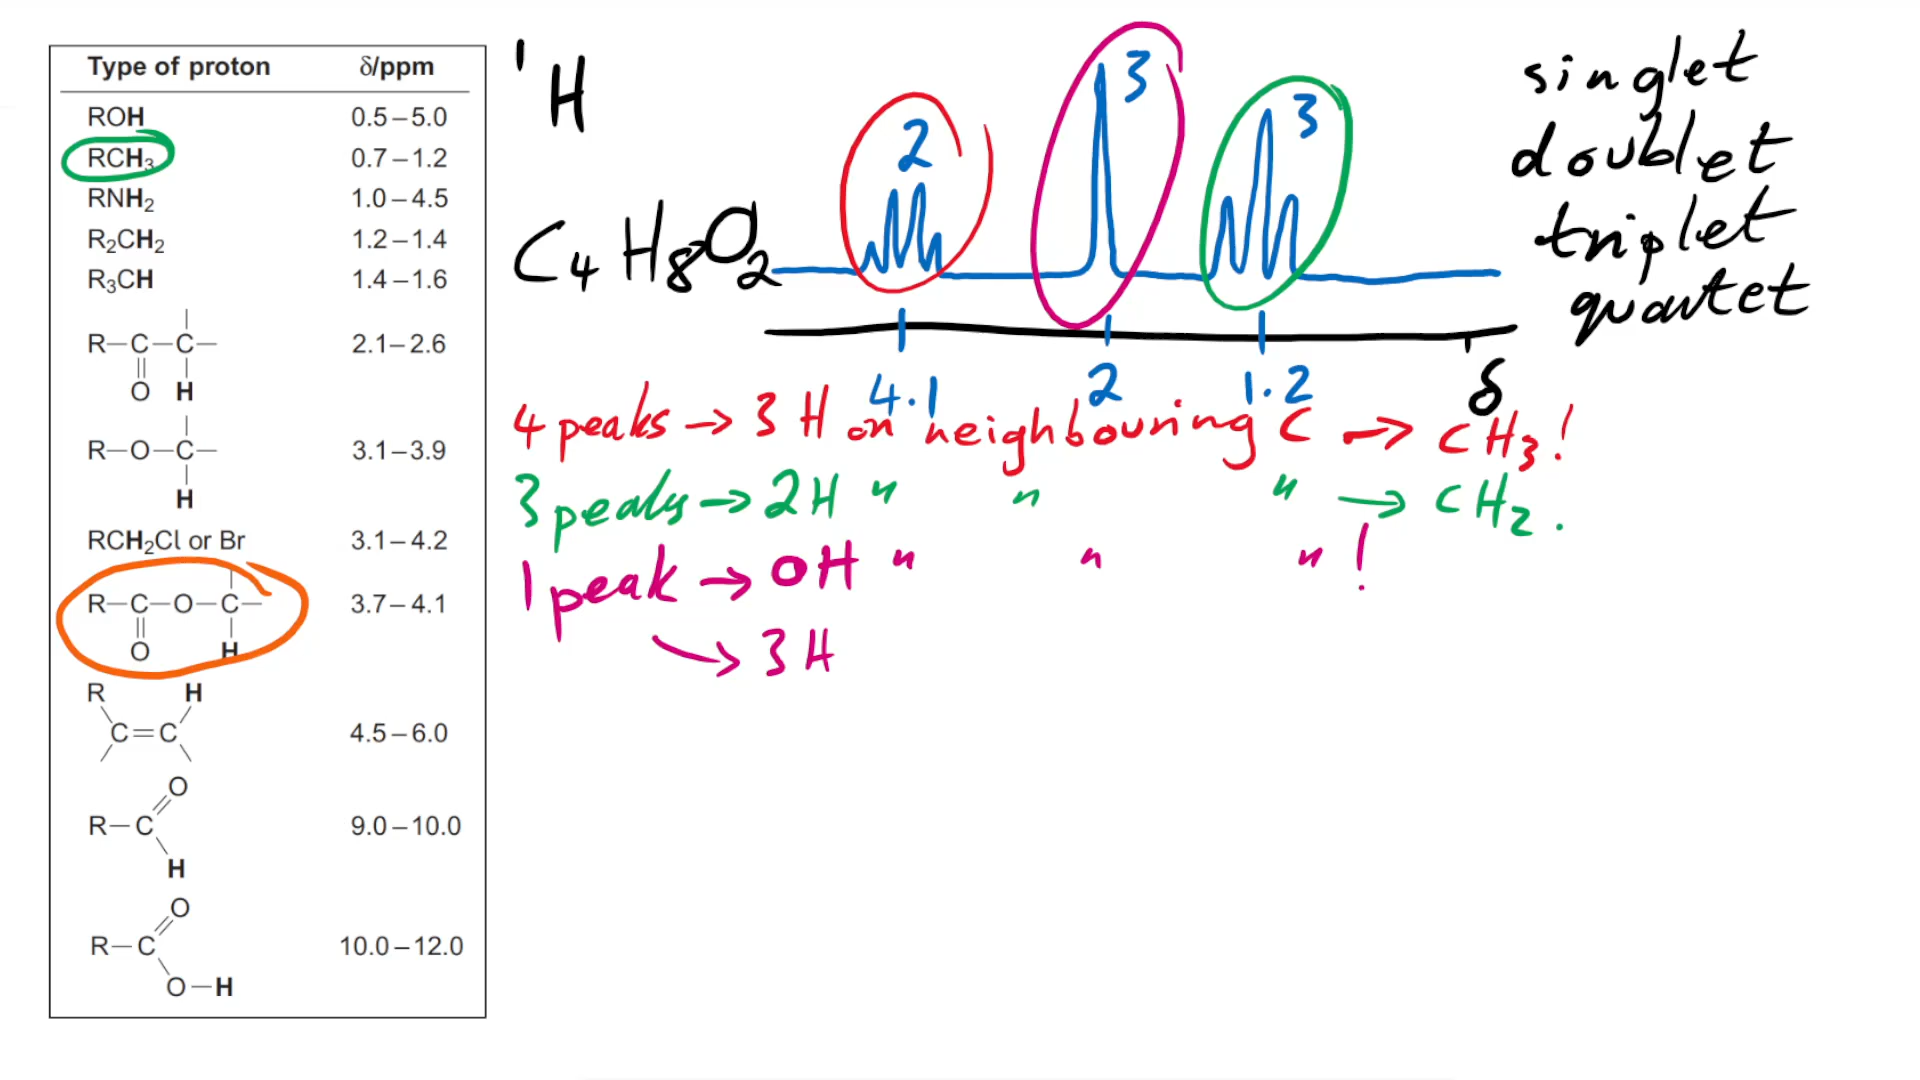 Type of proton δ/ppm
ROH 0.5–5.0
RCH3 0.7–1.2
RNH2 1.0–4.5
R2CH2 1.2–1.4
R3CH 1.4–1.6
R–C–C– 2.1–2.6
O H
R–O–C– 3.1–3.9
H
RCH2Cl or Br 3.1–4.2
R–C–O–C– 3.7–4.1
O H
R H
C=C 4.5–6.0
O
R–C 9.0–10.0
H
O
R–C 10.0–12.0
O–H
1H
C4H8O2
2 3 3
4.1 2 1.2 δ
singlet
doublet
triplet
quartet
4 peaks → 3 H on neighbouring C → CH3!
3 peaks → 2H " " " → CH2.
1 peak → 0H " " " !
→ 3H